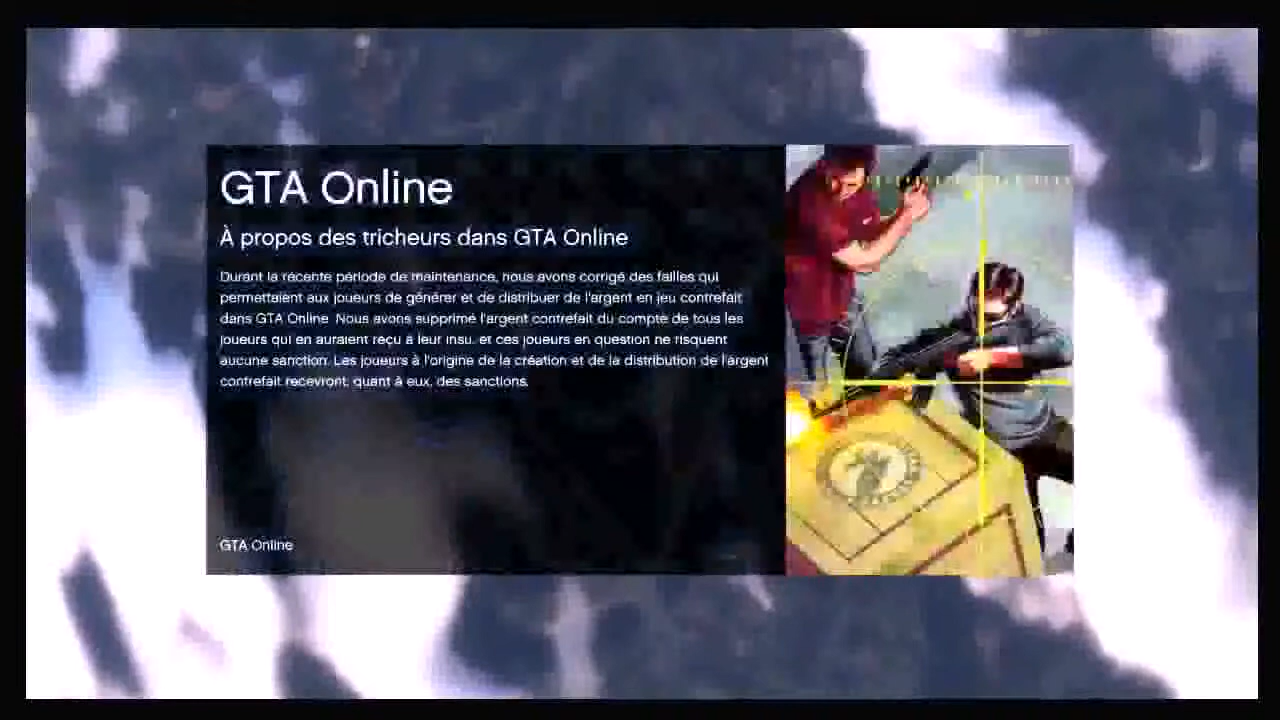 GTA Online
À propos des tricheurs dans GTA Online
Durant la récente période de maintenance, nous avons corrigé des failles qui
permettaient aux joueurs de générer et de distribuer de l'argent en jeu contrefait
dans GTA Online. Nous avons supprimé l'argent contrefait du compte de tous les
joueurs qui en auraient reçu à leur insu, et ces joueurs en question ne risquent
aucune sanction. Les joueurs à l'origine de la création et de la distribution de l'argent
contrefait recevront, quant à eux, des sanctions.
GTA Online